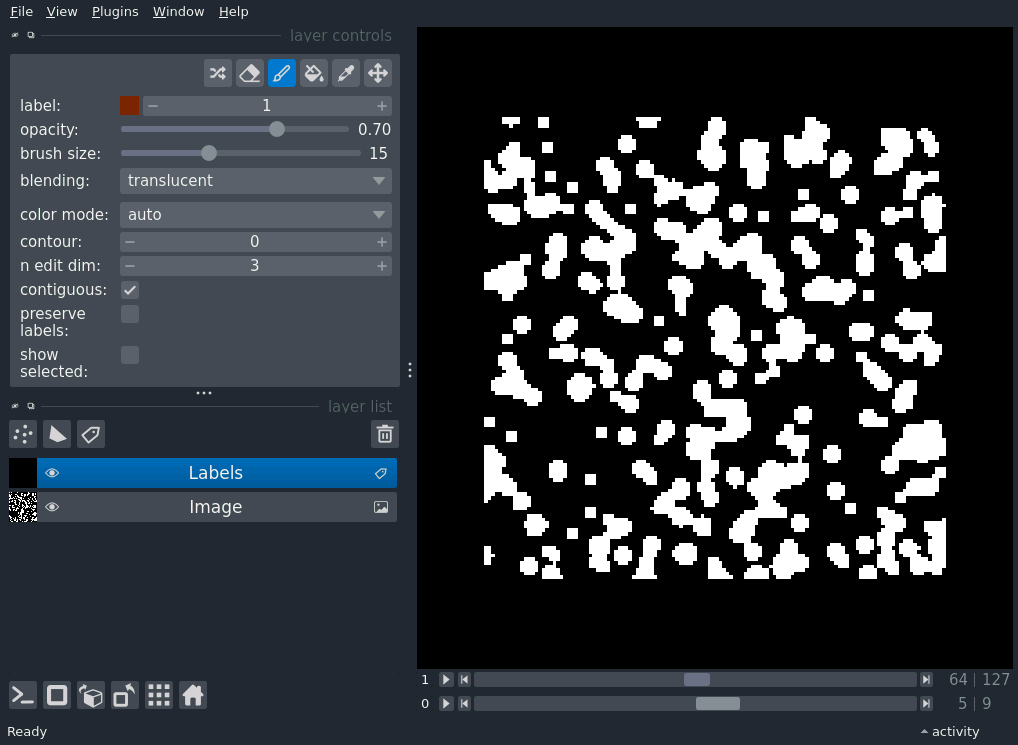 File View Plugins Window Help
layer controls
label: 1
opacity: 0.70
brush size: 15
blending: translucent
color mode: auto
contour: 0
n edit dim: 3
contiguous:
preserve
labels:
show
selected:
layer list
Labels
Image
1 64 | 127
0 5 | 9
Ready activity